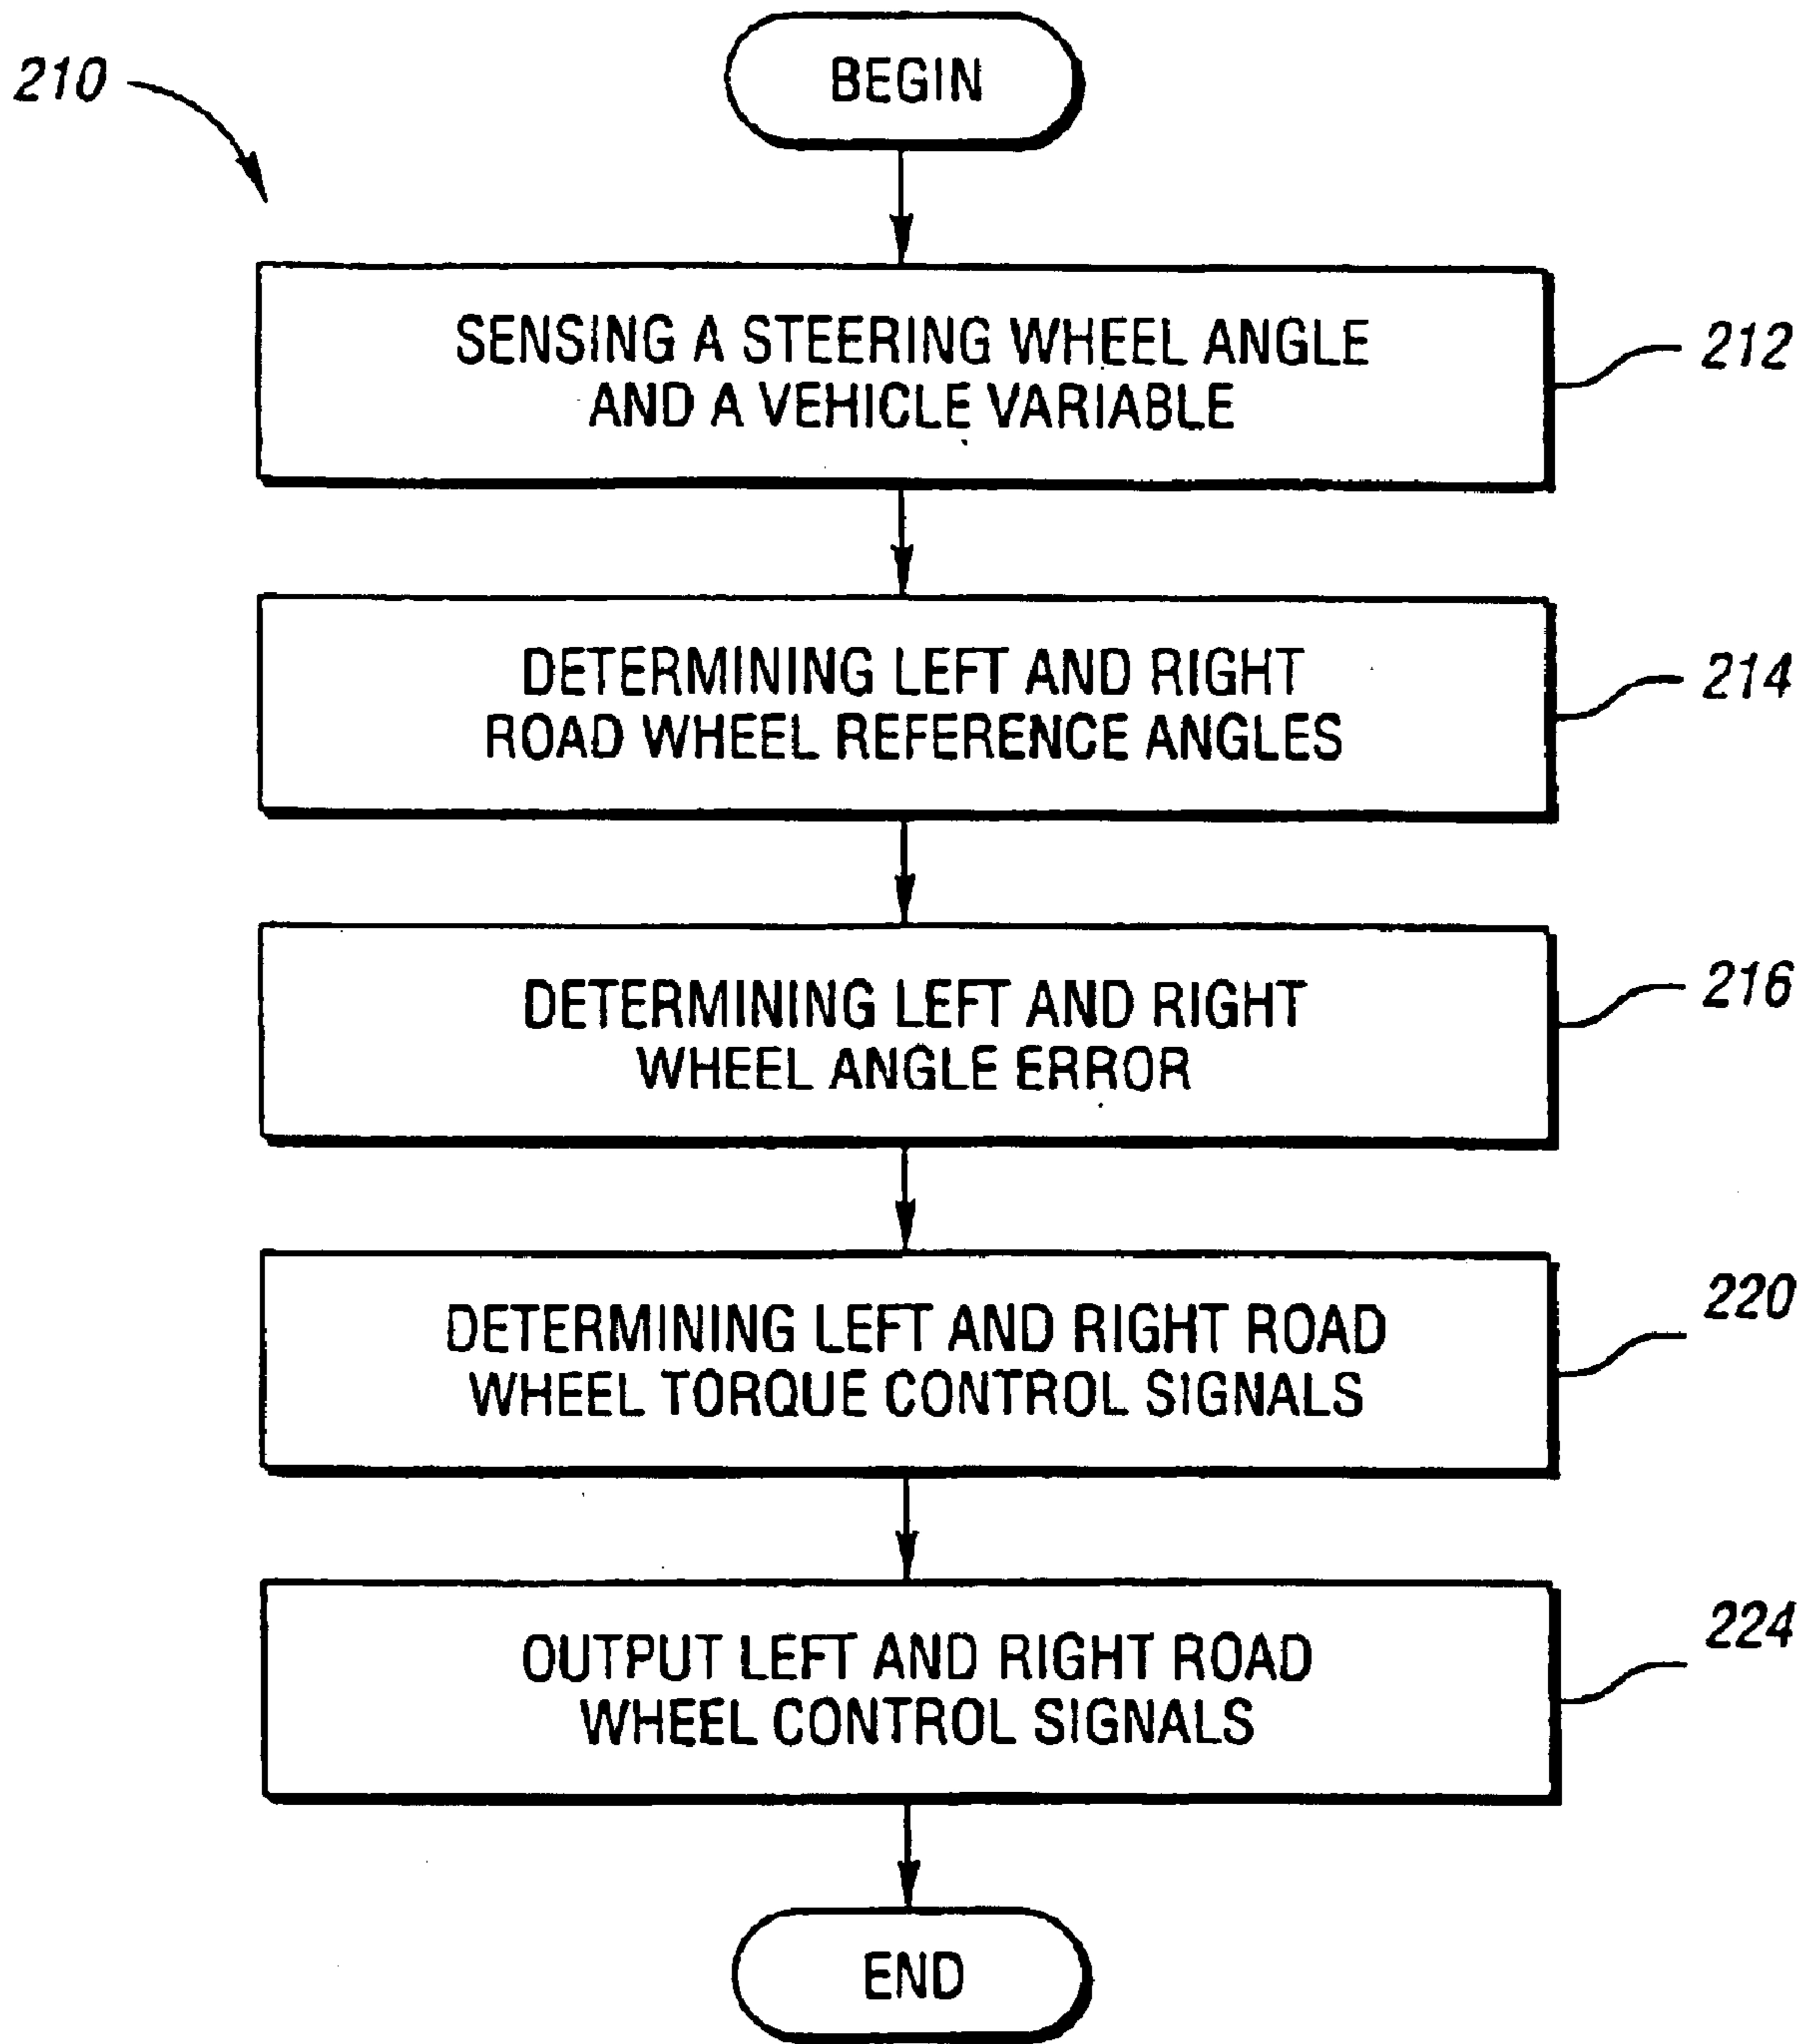 210
BEGIN
SENSING A STEERING WHEEL ANGLE
AND A VEHICLE VARIABLE
212
DETERMINING LEFT AND RIGHT
ROAD WHEEL REFERENCE ANGLES
214
DETERMINING LEFT AND RIGHT
WHEEL ANGLE ERROR
216
DETERMINING LEFT AND RIGHT ROAD
WHEEL TORQUE CONTROL SIGNALS
220
OUTPUT LEFT AND RIGHT ROAD
WHEEL CONTROL SIGNALS
224
END